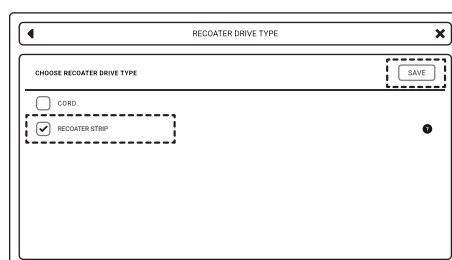 RECOATER DRIVE TYPE
CHOOSE RECOATER DRIVE TYPE
SAVE
CORD
RECOATER STRIP
?